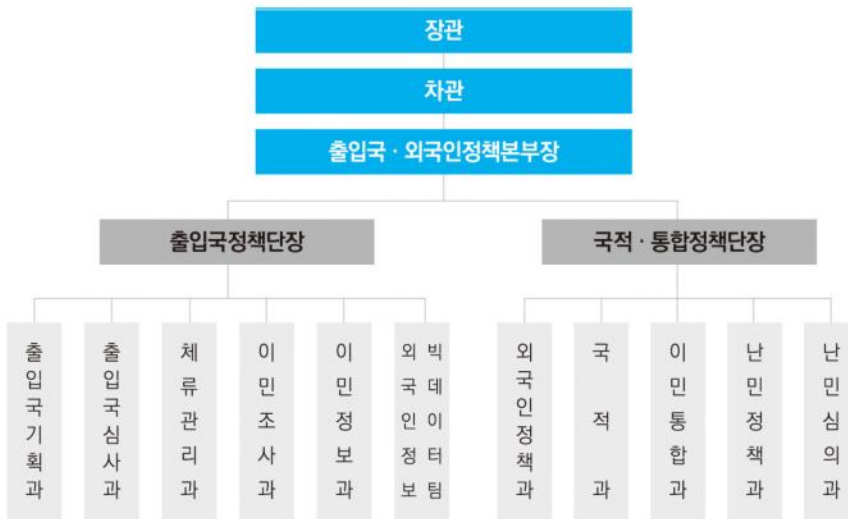 장관
차관
출입국 · 외국인정책본부장
출입국정책단장
국적 · 통합정책단장
출입국기획과
출입국심사과
체류관리과
이민조사과
이민정보과
외국인정보
빅데이터팀
외국인정책과
국적과
이민통합과
난민정책과
난민심의과